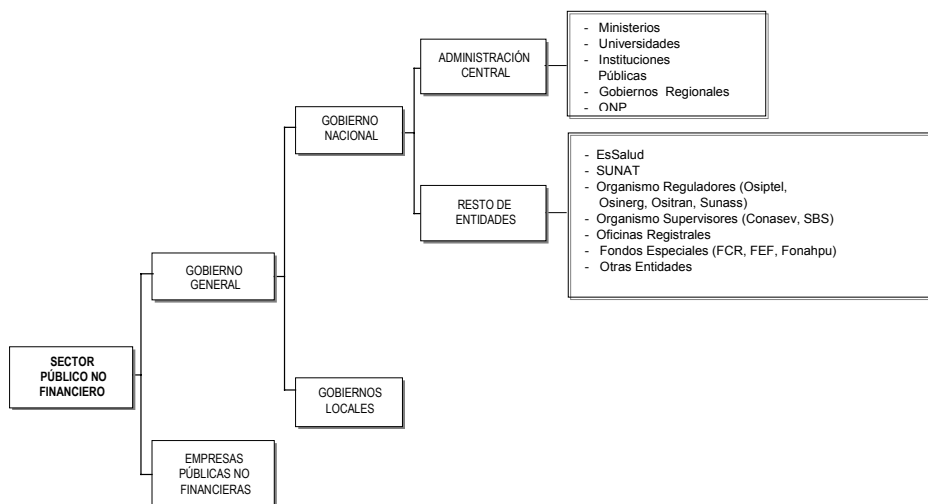 - Ministerios
- Universidades
- Instituciones
Públicas
- Gobiernos Regionales
- ONP
ADMINISTRACIÓN
CENTRAL
GOBIERNO
NACIONAL
- EsSalud
- SUNAT
- Organismo Reguladores (Osiptel,
Osinerg, Ositran, Sunass)
- Organismo Supervisores (Conasev, SBS)
- Oficinas Registrales
- Fondos Especiales (FCR, FEF, Fonahpu)
- Otras Entidades
RESTO DE
ENTIDADES
GOBIERNO
GENERAL
SECTOR
PÚBLICO NO
FINANCIERO
GOBIERNOS
LOCALES
EMPRESAS
PÚBLICAS NO
FINANCIERAS